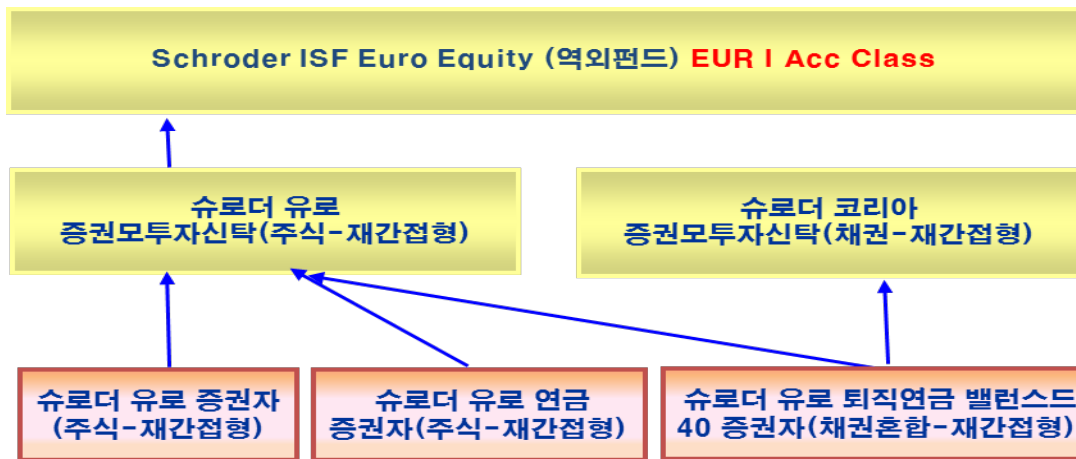 Schroder ISF Euro Equity (역외펀드) EUR I Acc Class
슈로더 유로
증권모투자신탁(주식-재간접형)
슈로더 코리아
증권모투자신탁(채권-재간접형)
슈로더 유로 증권자
(주식-재간접형)
슈로더 유로 연금
증권자(주식-재간접형)
슈로더 유로 퇴직연금 밸런스드
40 증권자(채권혼합-재간접형)